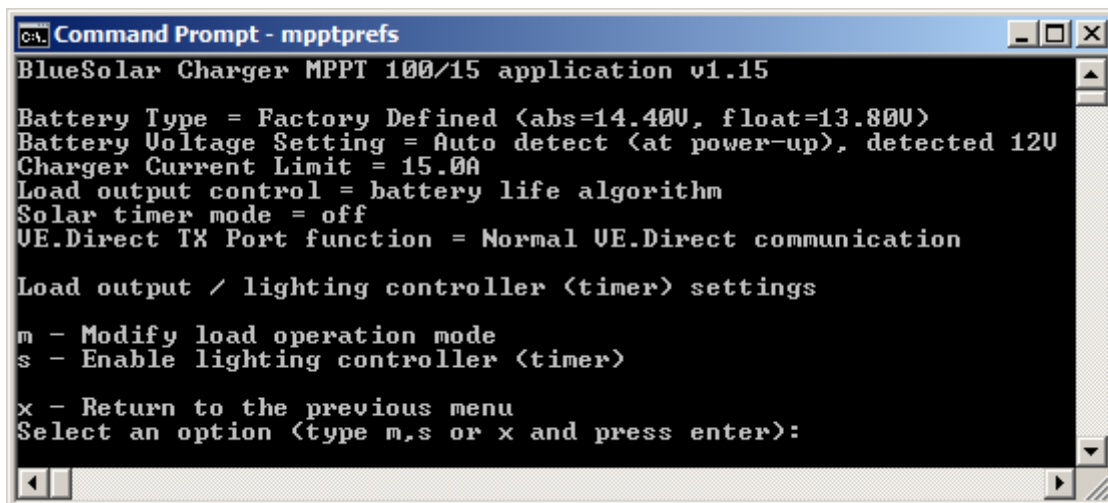 Command Prompt - mpptprefs
BlueSolar Charger MPPT 100/15 application v1.15
Battery Type = Factory Defined (abs=14.40V, float=13.80V)
Battery Voltage Setting = Auto detect (at power-up), detected 12V
Charger Current Limit = 15.0A
Load output control = battery life algorithm
Solar timer mode = off
VE.Direct TX Port function = Normal VE.Direct communication
Load output / lighting controller (timer) settings
m - Modify load operation mode
s - Enable lighting controller (timer)
x - Return to the previous menu
Select an option (type m,s or x and press enter):